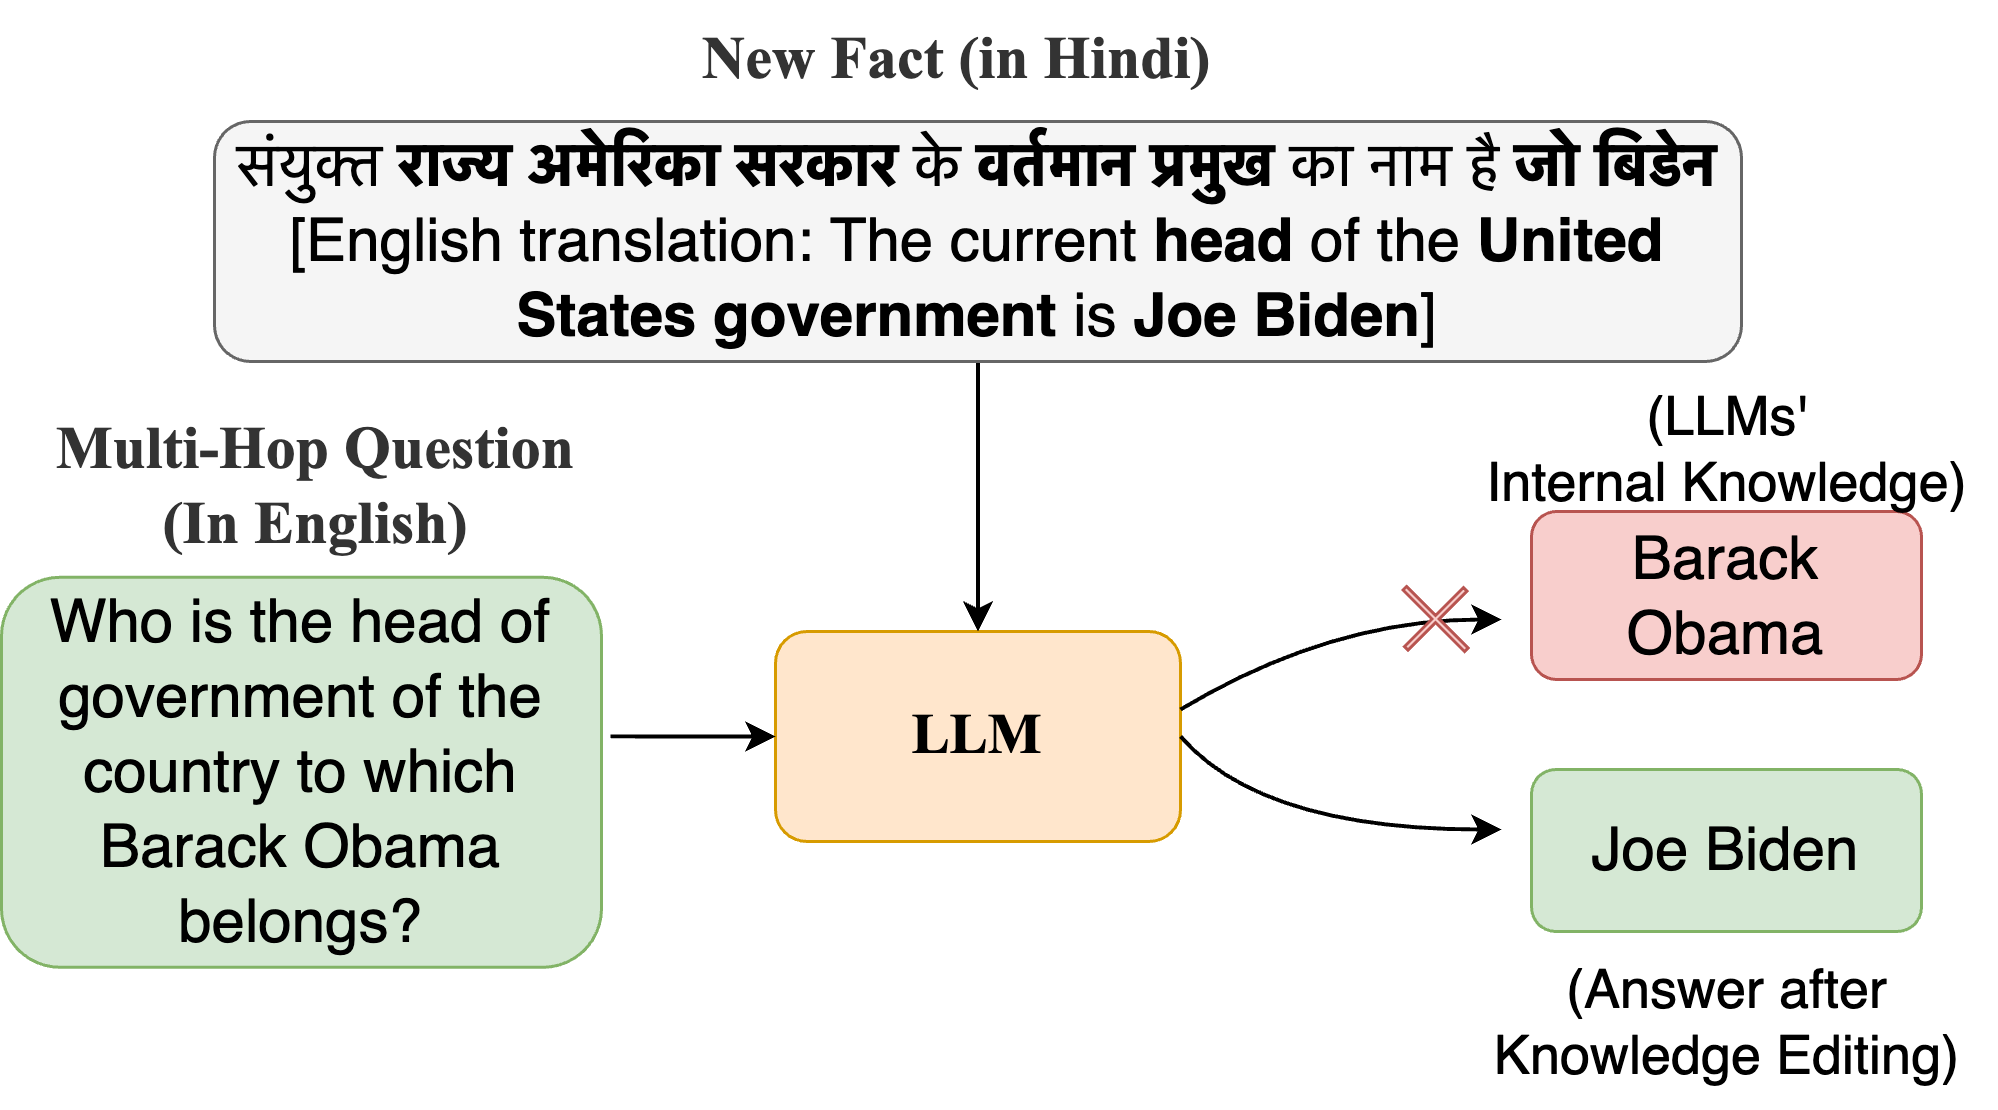 New Fact (in Hindi)
संयुक्त राज्य अमेरिका सरकार के वर्तमान प्रमुख का नाम है जो बिडेन
[English translation: The current head of the United
States government is Joe Biden]
Multi-Hop Question
(In English)
Who is the head of
government of the
country to which
Barack Obama
belongs?
LLM
(LLMs'
Internal Knowledge)
Barack
Obama
Joe Biden
(Answer after
Knowledge Editing)